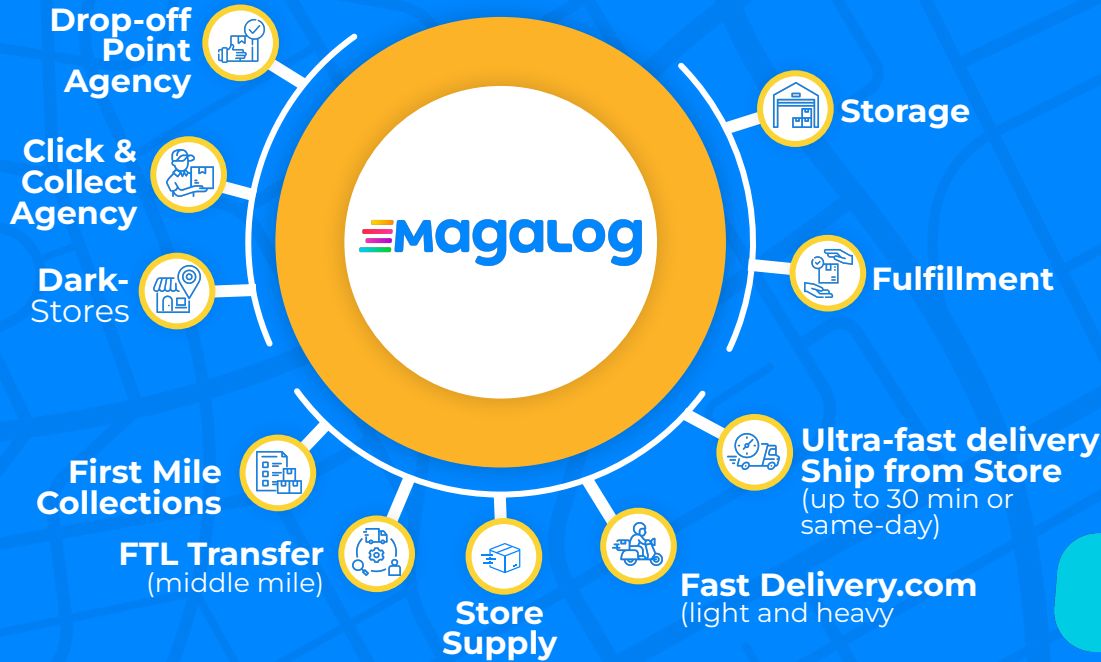 Drop-off
Point
Agency
Click &
Collect
Agency
Dark-
Stores
First Mile
Collections
FTL Transfer
(middle mile)
Store
Supply
Fast Delivery.com
(light and heavy
Ultra-fast delivery
Ship from Store
(up to 30 min or
same-day)
Fulfillment
Storage
magalog